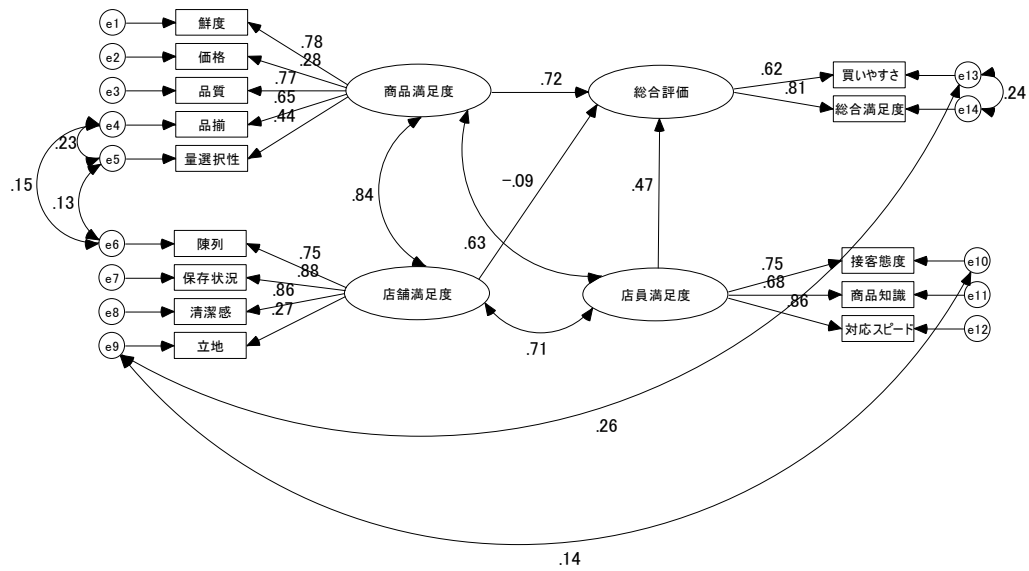 e1
鮮度
e2
価格
e3
品質
e4
品揃
e5
量選択性
e6
陳列
e7
保存状況
e8
清潔感
e9
立地
.78
.28
.77
.65
.44
商品満足度
.72
総合評価
.62
.81
買いやすさ
総合満足度
e13
e14
.24
.23
.15
.13
.84
.63
-.09
.47
.75
.88
.86
.27
店舗満足度
.71
店員満足度
.75
.68
.86
接客態度
商品知識
対応スピード
e10
e11
e12
.26
.14